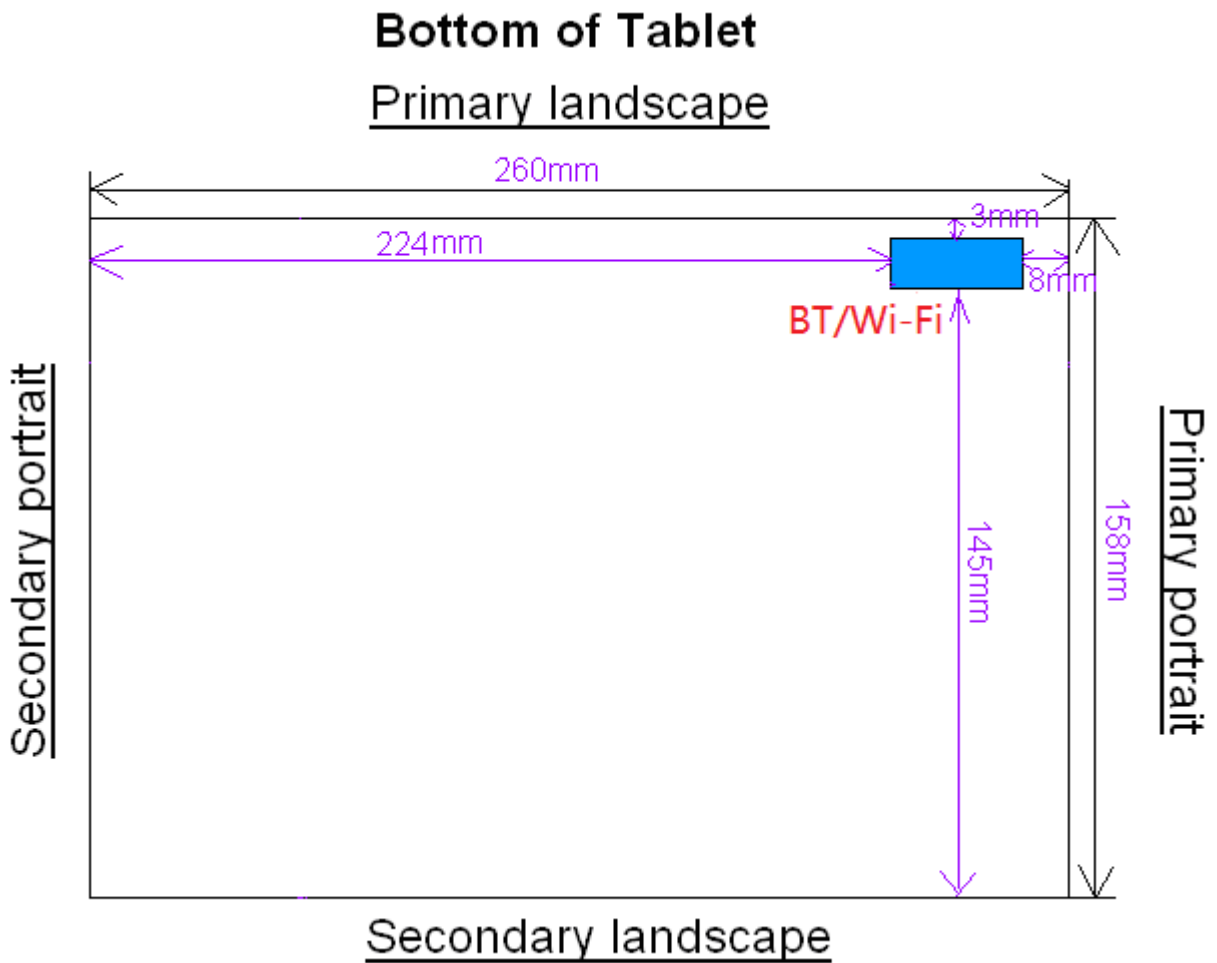 Bottom of Tablet
Primary landscape
260mm
3mm
224mm
8mm
BT/Wi-Fi
Secondary portrait
Primary portrait
158mm
145mm
Secondary landscape